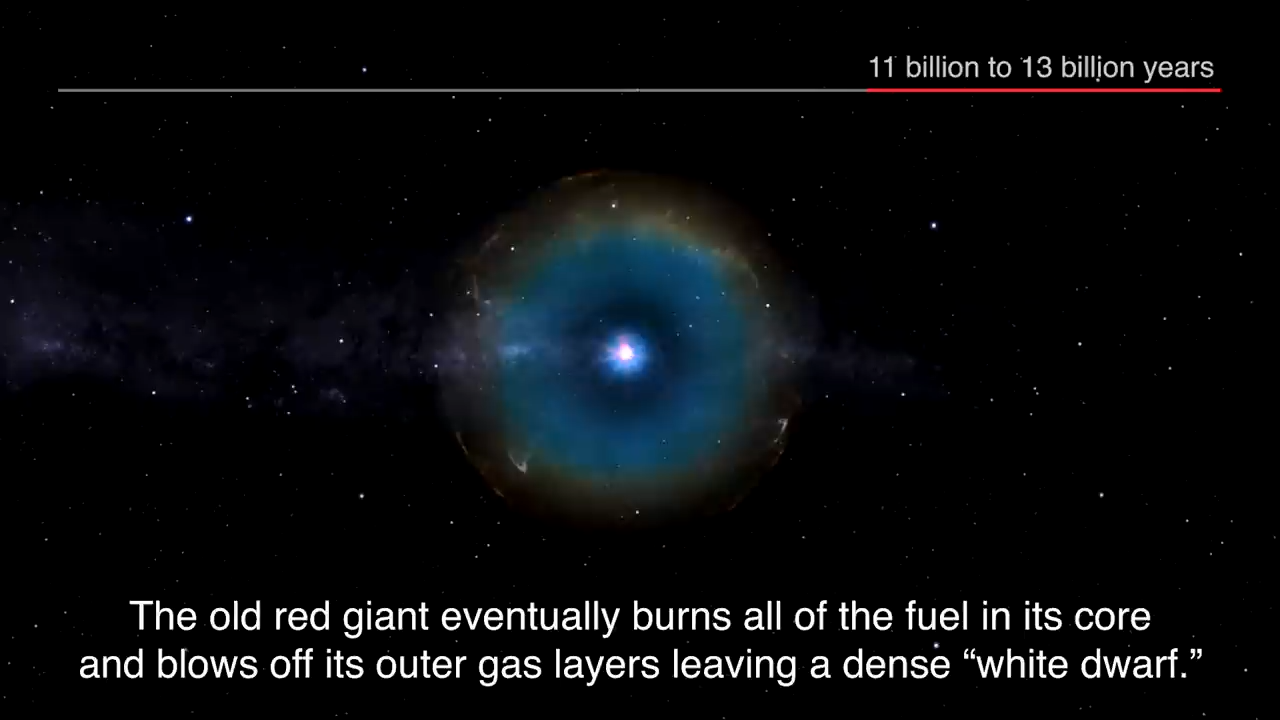 11 billion to 13 billion years
The old red giant eventually burns all of the fuel in its core
and blows off its outer gas layers leaving a dense “white dwarf.”